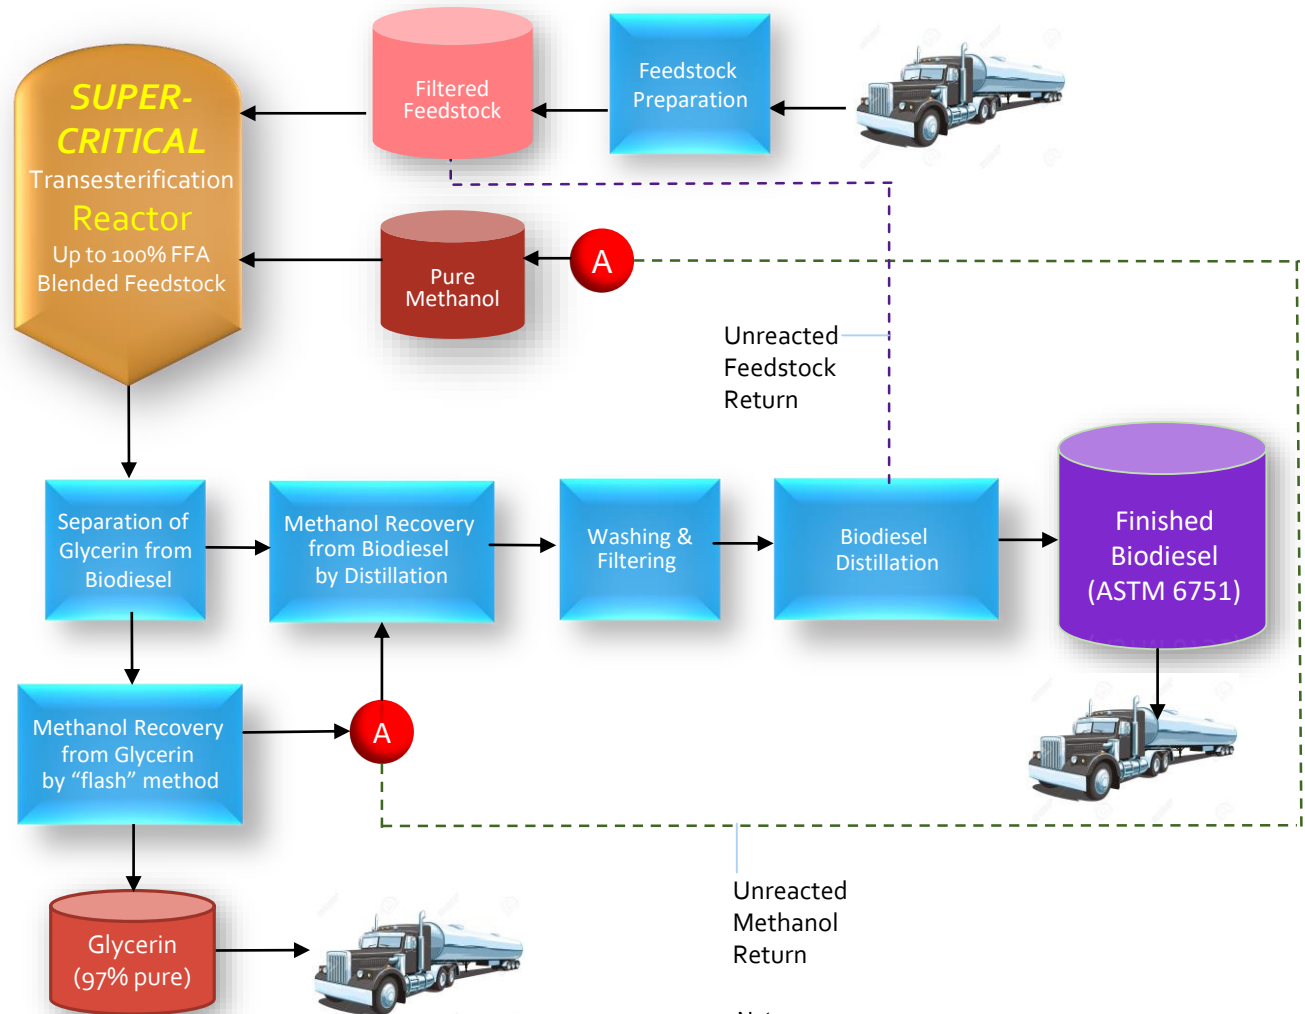 SUPER-
CRITICAL
Transesterification
Reactor
Up to 100% FFA
Blended Feedstock
Filtered
Feedstock
Feedstock
Preparation
Pure
Methanol
A
Unreacted
Feedstock
Return
Separation of
Glycerin from
Biodiesel
Methanol Recovery
from Biodiesel
by Distillation
Washing &
Filtering
Biodiesel
Distillation
Finished
Biodiesel
(ASTM 6751)
Methanol Recovery
from Glycerin
by "flash" method
A
Unreacted
Methanol
Return
Glycerin
(97% pure)